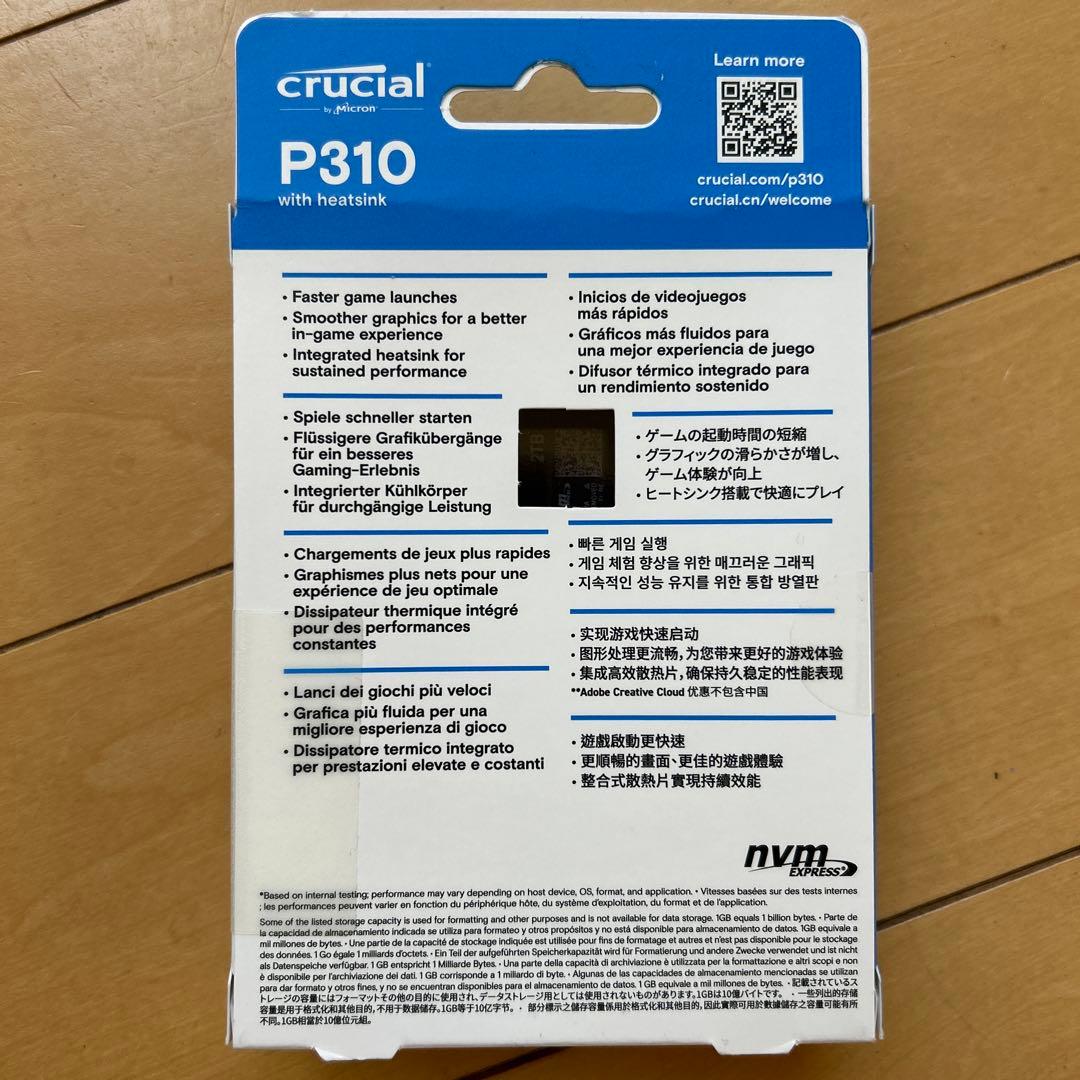 crucial
by Micron
P310
with heatsink
Learn more
crucial.com/p310
crucial.cn/welcome
• Faster game launches
• Smoother graphics for a better
in-game experience
• Integrated heatsink for
sustained performance
• Inicios de videojuegos
más rápidos
• Gráficos más fluidos para
una mejor experiencia de juego
• Difusor térmico integrado para
un rendimiento sostenido
• Spiele schneller starten
• Flüssigere Grafikübergänge
für ein besseres
Gaming-Erlebnis
• Integrierter Kühlkörper
für durchgängige Leistung
2TB
• ゲームの起動時間の短縮
• グラフィックの滑らかさが増し、
ゲーム体験が向上
• ヒートシンク搭載で快適にプレイ
• Chargements de jeux plus rapides
• Graphismes plus nets pour une
expérience de jeu optimale
• Dissipateur thermique intégré
pour des performances
constantes
• 빠른 게임 실행
• 게임 체험 향상을 위한 매끄러운 그래픽
• 지속적인 성능 유지를 위한 통합 방열판
• 实现游戏快速启动
• 图形处理更流畅，为您带来更好的游戏体验
• 集成高效散热片，确保持久稳定的性能表现
**Adobe Creative Cloud 优惠不包含中国
• Lanci dei giochi più veloci
• Grafica più fluida per una
migliore esperienza di gioco
• Dissipatore termico integrato
per prestazioni elevate e costanti
• 遊戲啟動更快速
• 更順暢的畫面、更佳的遊戲體驗
• 整合式散熱片實現持續效能
nvm
EXPRESS
*Based on internal testing; performance may vary depending on host device, OS, format, and application. • Vitesses basées sur des tests internes
; les performances peuvent varier en fonction du périphérique hôte, du système d'exploitation, du format et de l'application.
Some of the listed storage capacity is used for formatting and other purposes and is not available for data storage. 1GB equals 1 billion bytes. • Parte de
la capacidad de almacenamiento indicada se utiliza para formateo y otros propósitos y no está disponible para almacenamiento de datos. 1GB equivale a
mil millones de bytes. • Une partie de la capacité de stockage indiquée est utilisée pour fins de formatage et autres et n'est pas disponible pour le stockage
des données. 1 Go égale 1 milliards d'octets. • Ein Teil der aufgeführten Speicherkapazität wird für Formatierung und andere Zwecke verwendet und ist nicht
als Datenspeiche verfügbar. 1 GB entspricht 1 Milliarde Bytes. • Una parte della capacità di archiviazione è utilizzata per la formattazione e altri scopi e non
è disponibile per l'archiviazione dei dati. 1 GB corrisponde a 1 miliardo di byte. • Algunas de las capacidades de almacenamiento mencionadas se utilizan
para dar formato y otros fines, y no se encuentran disponibles para el almacenamiento de datos. 1 GB equivale a mil millones de bytes. • 記載されているス
トレージの容量にはフォーマットその他の目的に使用され、データストレージ用としては使用されないものがあります。1GBは10億バイトです。 • 一些列出的存储
容量是用于格式化和其他目的，不用于数据储存。1GB等于10亿字节。 • 部分標示之儲存容量係用於格式化和其他目的，因此實際可用於數據儲存之容量可能有所
不同。1GB相當於10億位元組。